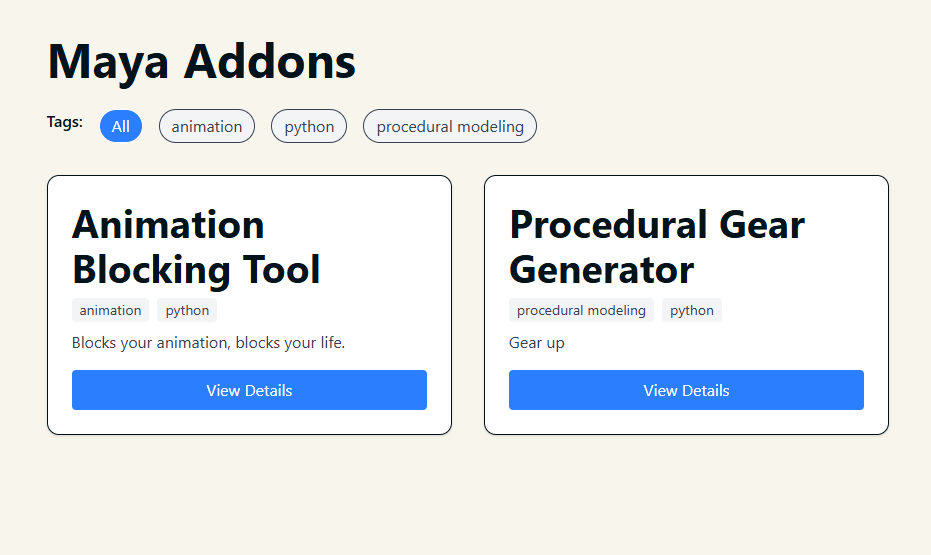 Maya Addons
Tags: All animation python procedural modeling
Animation
Blocking Tool
animation python
Blocks your animation, blocks your life.
View Details
Procedural Gear
Generator
procedural modeling python
Gear up
View Details